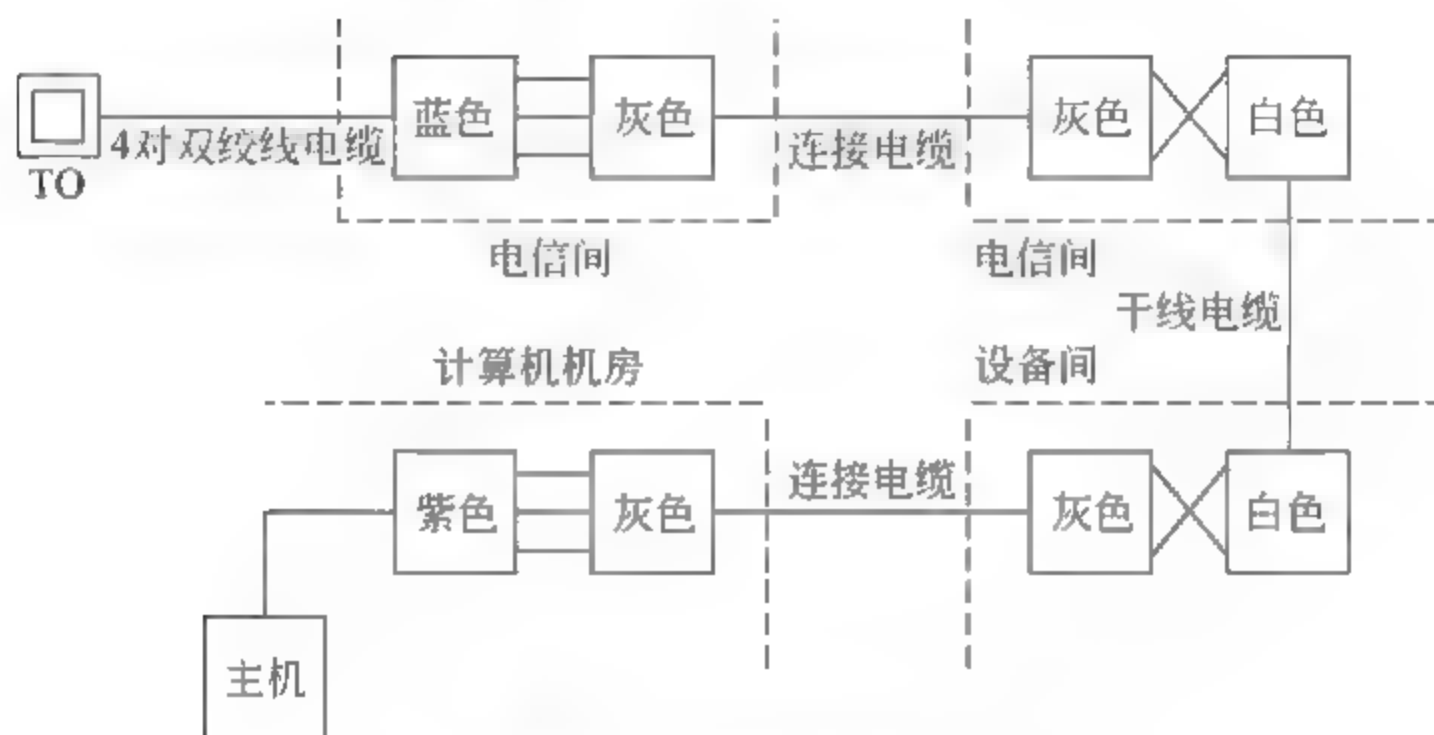 蓝色
灰色
灰色
白色
4对双绞线电缆
连接电缆
TO
电信间
电信间
干线电缆
计算机机房
设备间
连接电缆
紫色
灰色
灰色
白色
主机